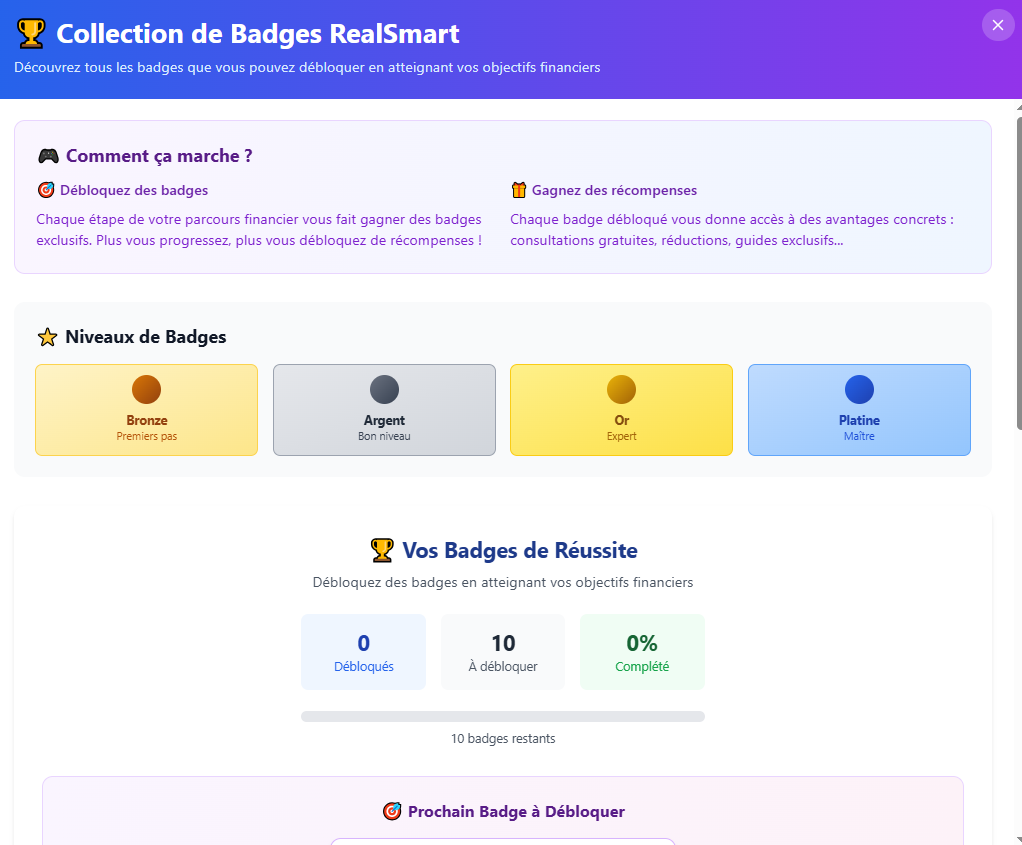 Collection de Badges RealSmart
Découvrez tous les badges que vous pouvez débloquer en atteignant vos objectifs financiers
Comment ça marche ?
Débloquez des badges
Chaque étape de votre parcours financier vous fait gagner des badges
exclusifs. Plus vous progressez, plus vous débloquez de récompenses !
Gagnez des récompenses
Chaque badge débloqué vous donne accès à des avantages concrets :
consultations gratuites, réductions, guides exclusifs...
Niveaux de Badges
Bronze
Premiers pas
Argent
Bon niveau
Or
Expert
Platine
Maître
Vos Badges de Réussite
Débloquez des badges en atteignant vos objectifs financiers
0
Débloqués
10
À débloquer
0%
Complété
10 badges restants
Prochain Badge à Débloquer